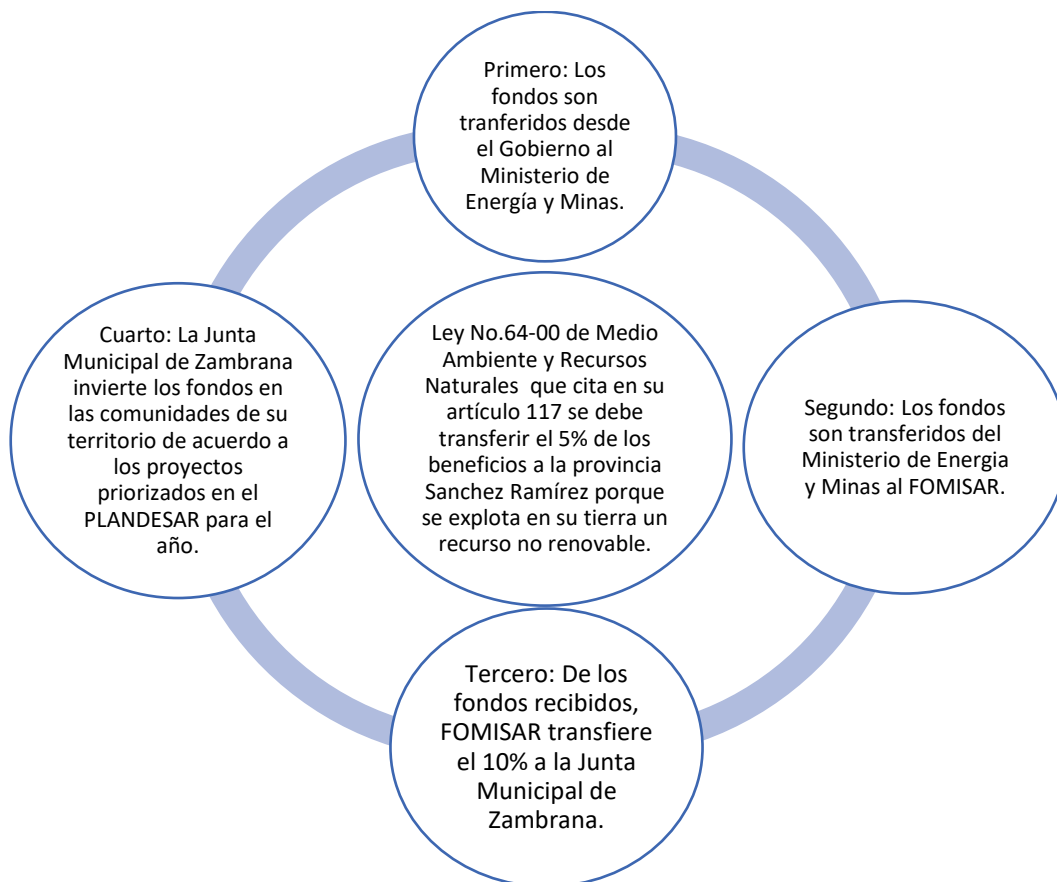 Primero: Los
fondos son
tranferidos desde
el Gobierno al
Ministerio de
Energía y Minas.
Cuarto: La Junta
Municipal de Zambrana
invierte los fondos en
las comunidades de su
territorio de acuerdo a
los proyectos
priorizados en el
PLANDESAR para el
año.
Ley No.64-00 de Medio
Ambiente y Recursos
Naturales que cita en su
artículo 117 se debe
transferir el 5% de los
beneficios a la provincia
Sanchez Ramírez porque
se explota en su tierra un
recurso no renovable.
Segundo: Los fondos
son transferidos del
Ministerio de Energia
y Minas al FOMISAR.
Tercero: De los
fondos recibidos,
FOMISAR transfiere
el 10% a la Junta
Municipal de
Zambrana.